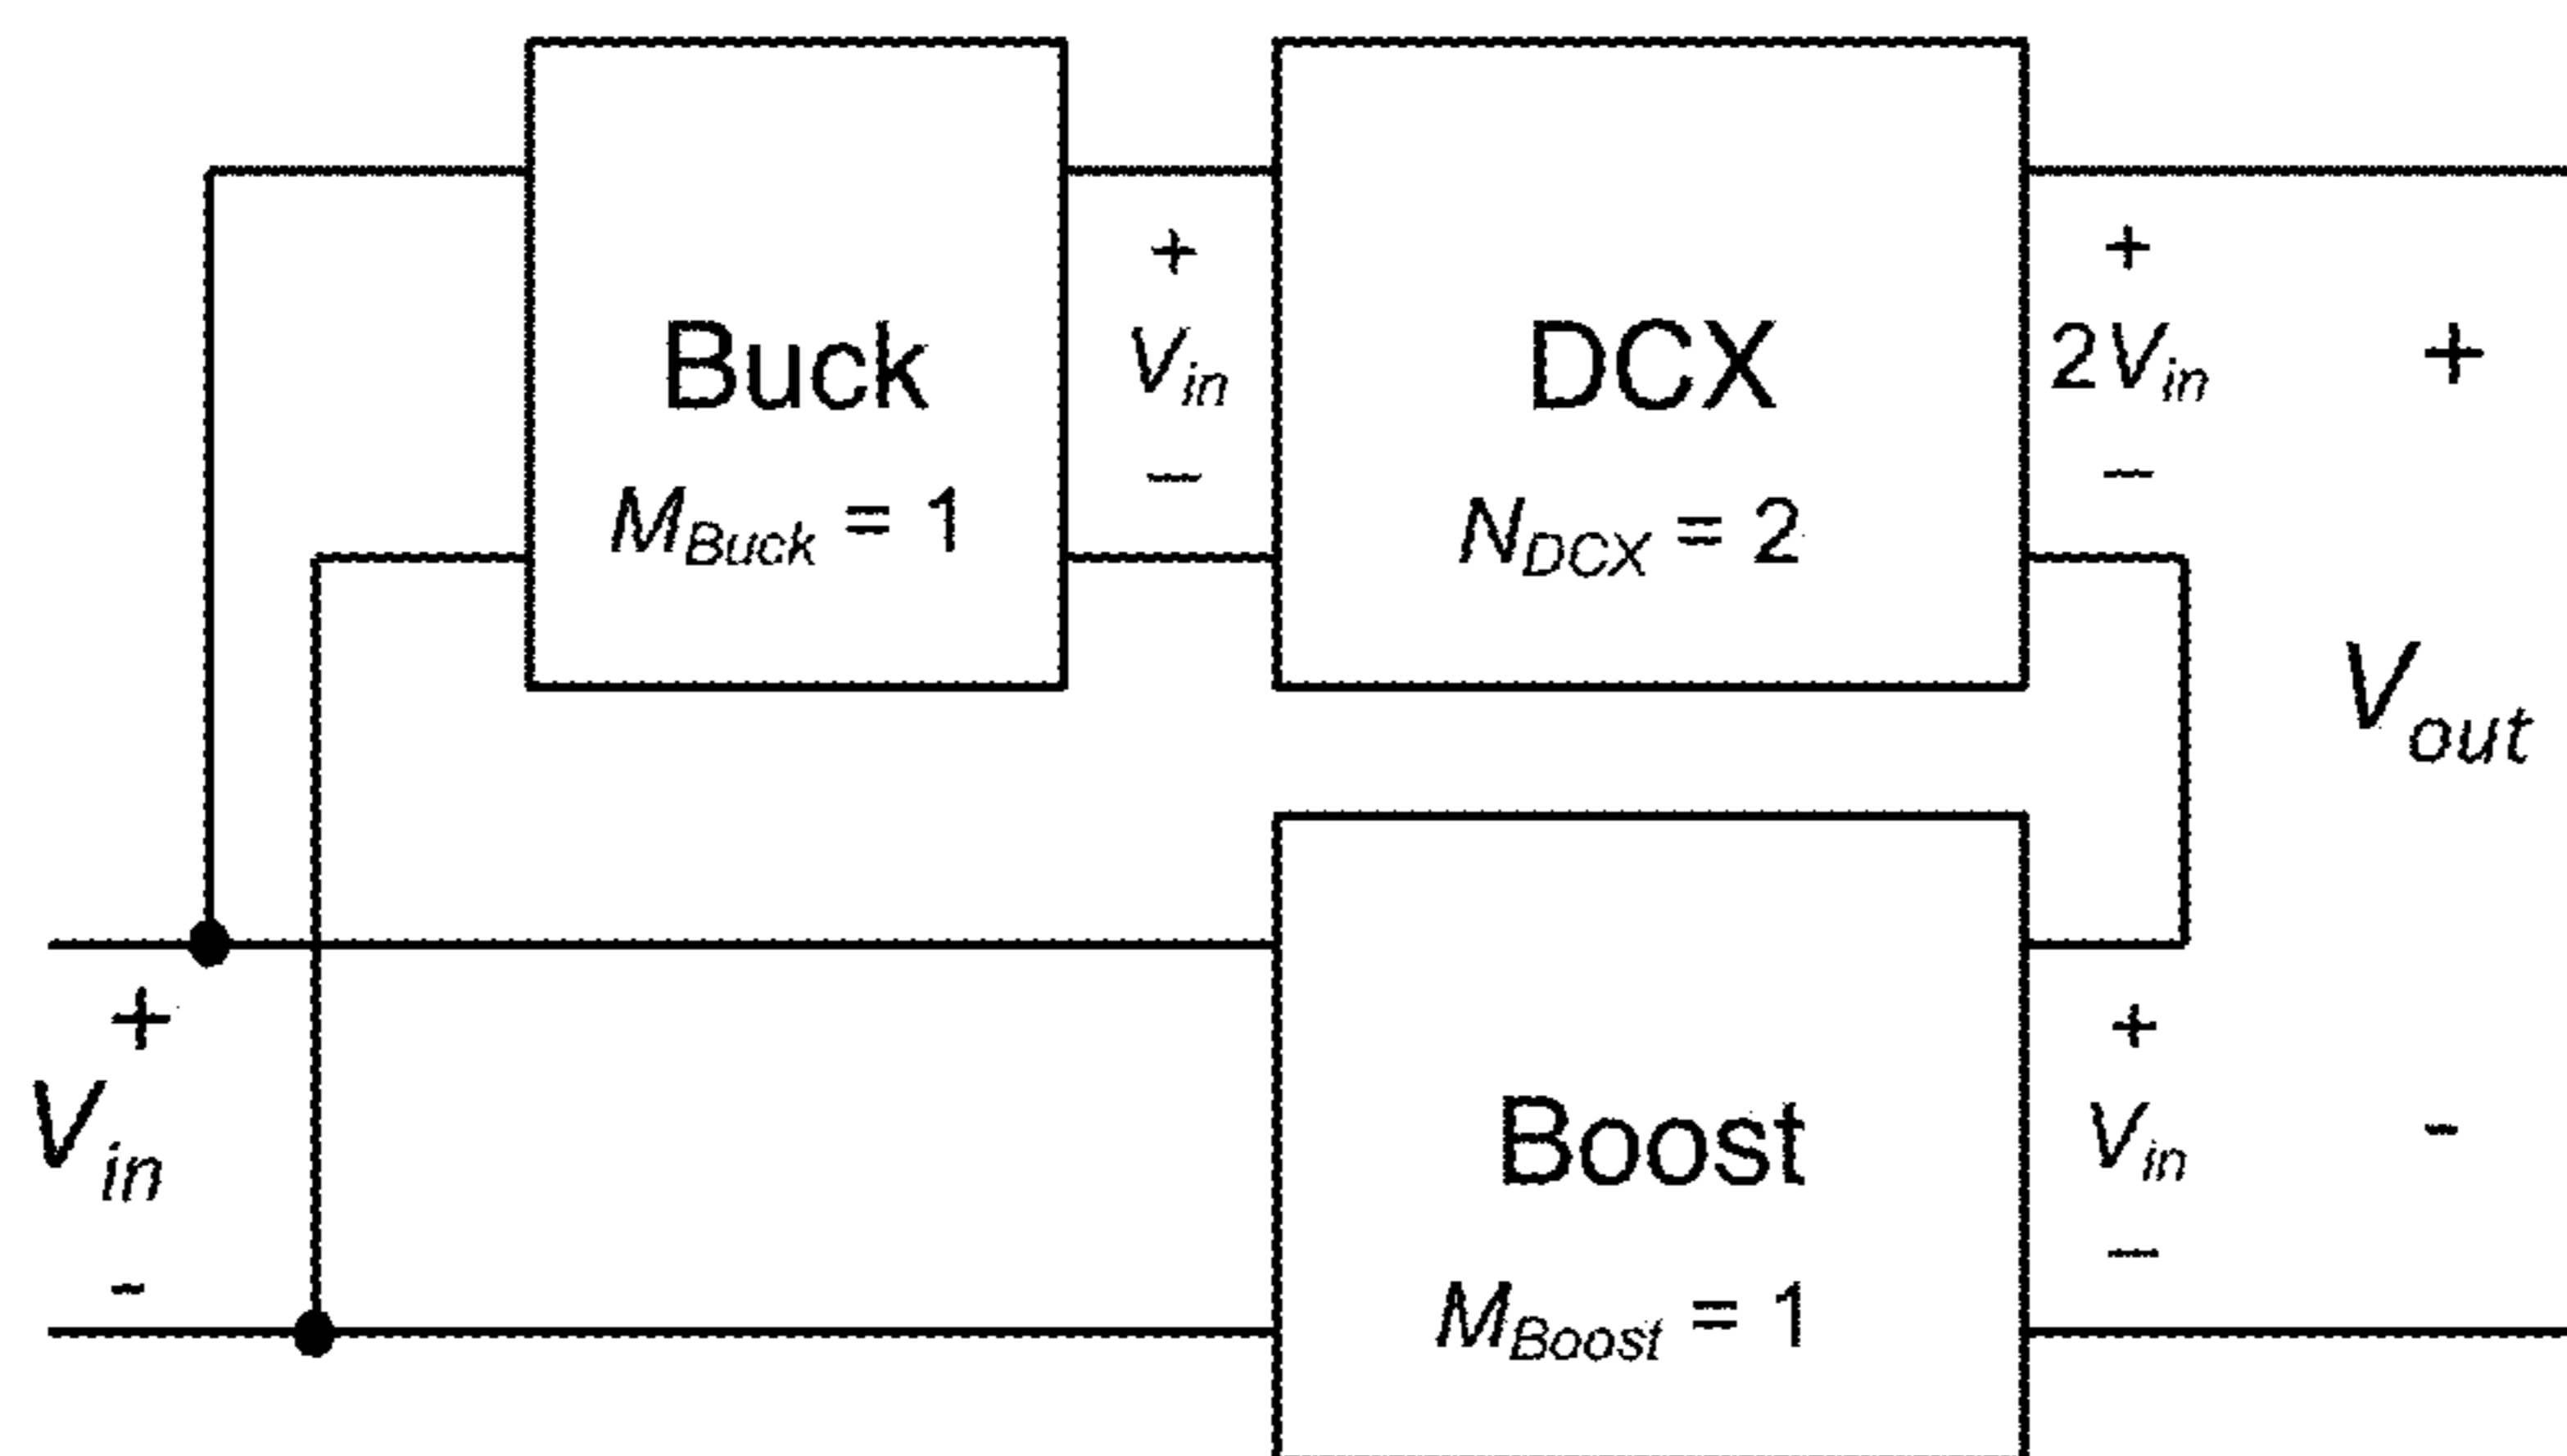 Buck
M_Buck = 1
+
V_in
−
DCX
N_DCX = 2
+
2V_in
−
+
V_out
-
+
V_in
-
Boost
M_Boost = 1
+
V_in
−